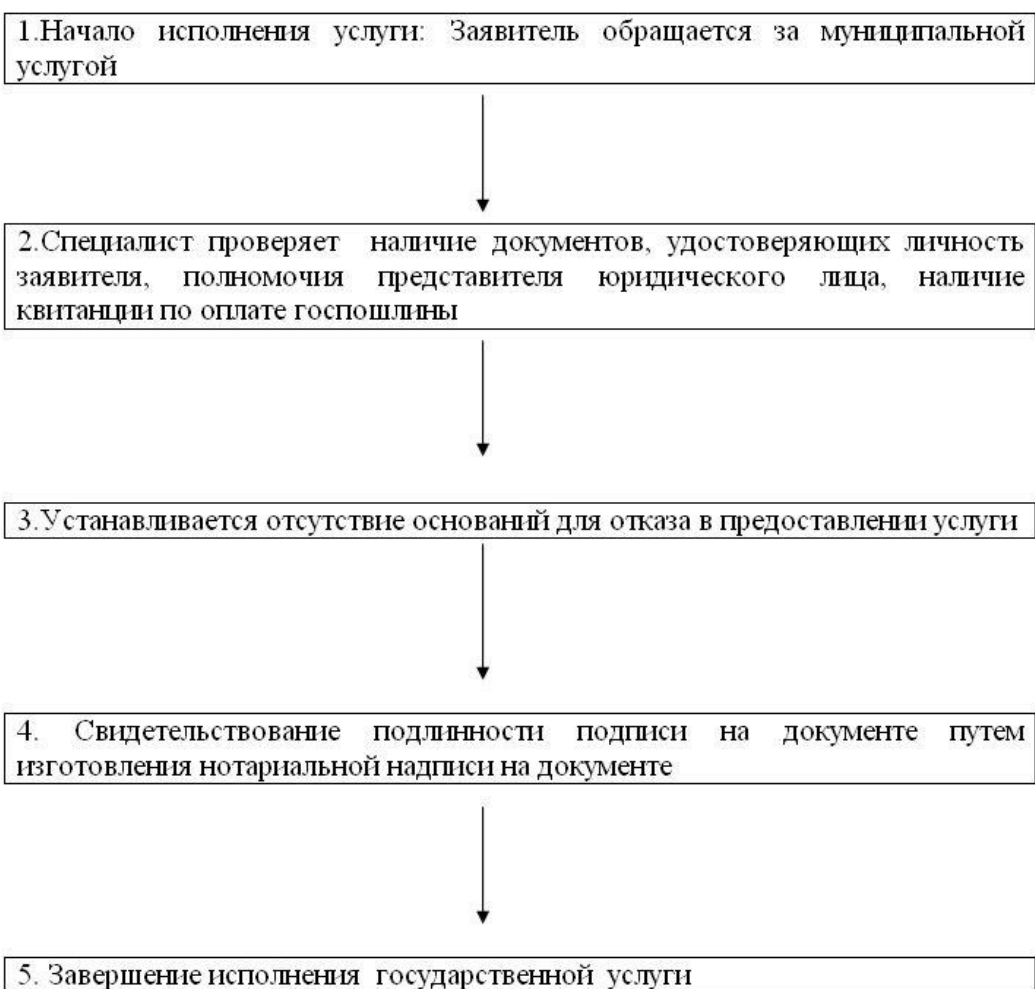 1.Начало исполнения услуги: Заявитель обращается за муниципальной
услугой
2.Специалист проверяет наличие документов, удостоверяющих личность
заявителя, полномочия представителя юридического лица, наличие
квитанции по оплате госпошлины
3.Устанавливается отсутствие оснований для отказа в предоставлении услуги
4. Свидетельствование подлинности подписи на документе путем
изготовления нотариальной надписи на документе
5. Завершение исполнения государственной услуги